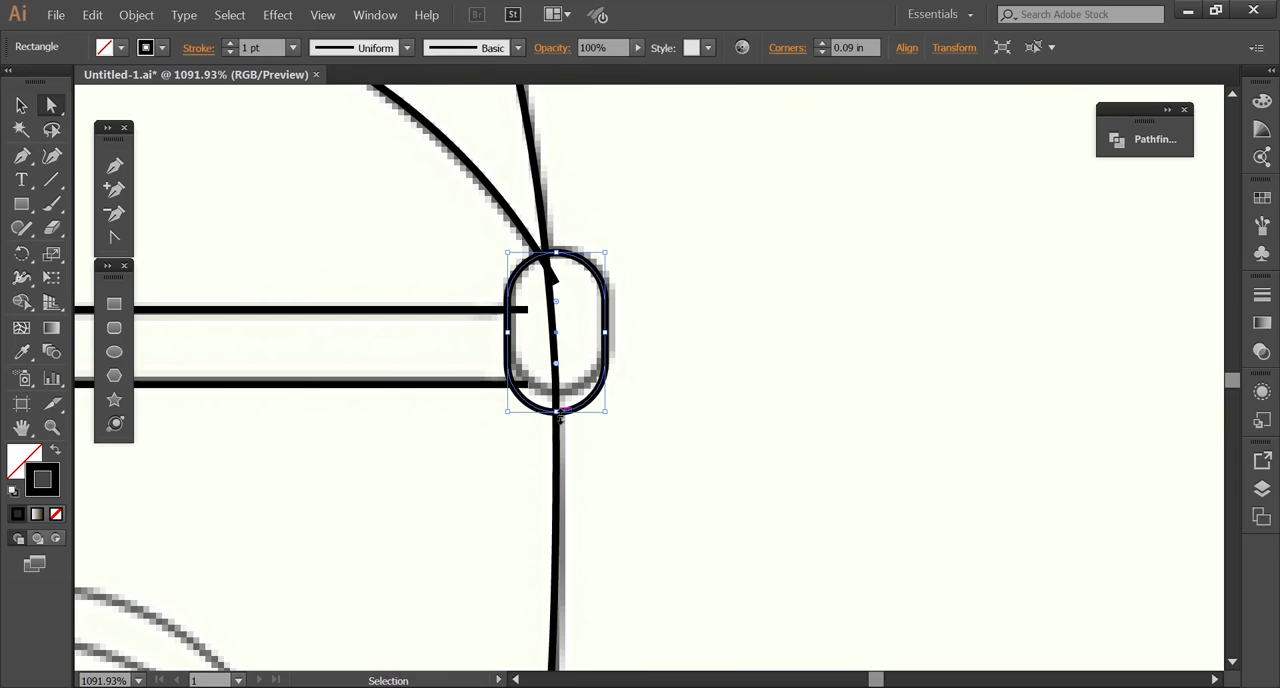 Ai File Edit Object Type Select Effect View Window Help Br St Essentials Search Adobe Stock
Rectangle Stroke: 1 pt Uniform Basic Opacity: 100% Style: Corners: 0.09 in Align Transform
Untitled-1.ai* @ 1091.93% (RGB/Preview) ×
Pathfin...
T
1091.93% 1 Selection